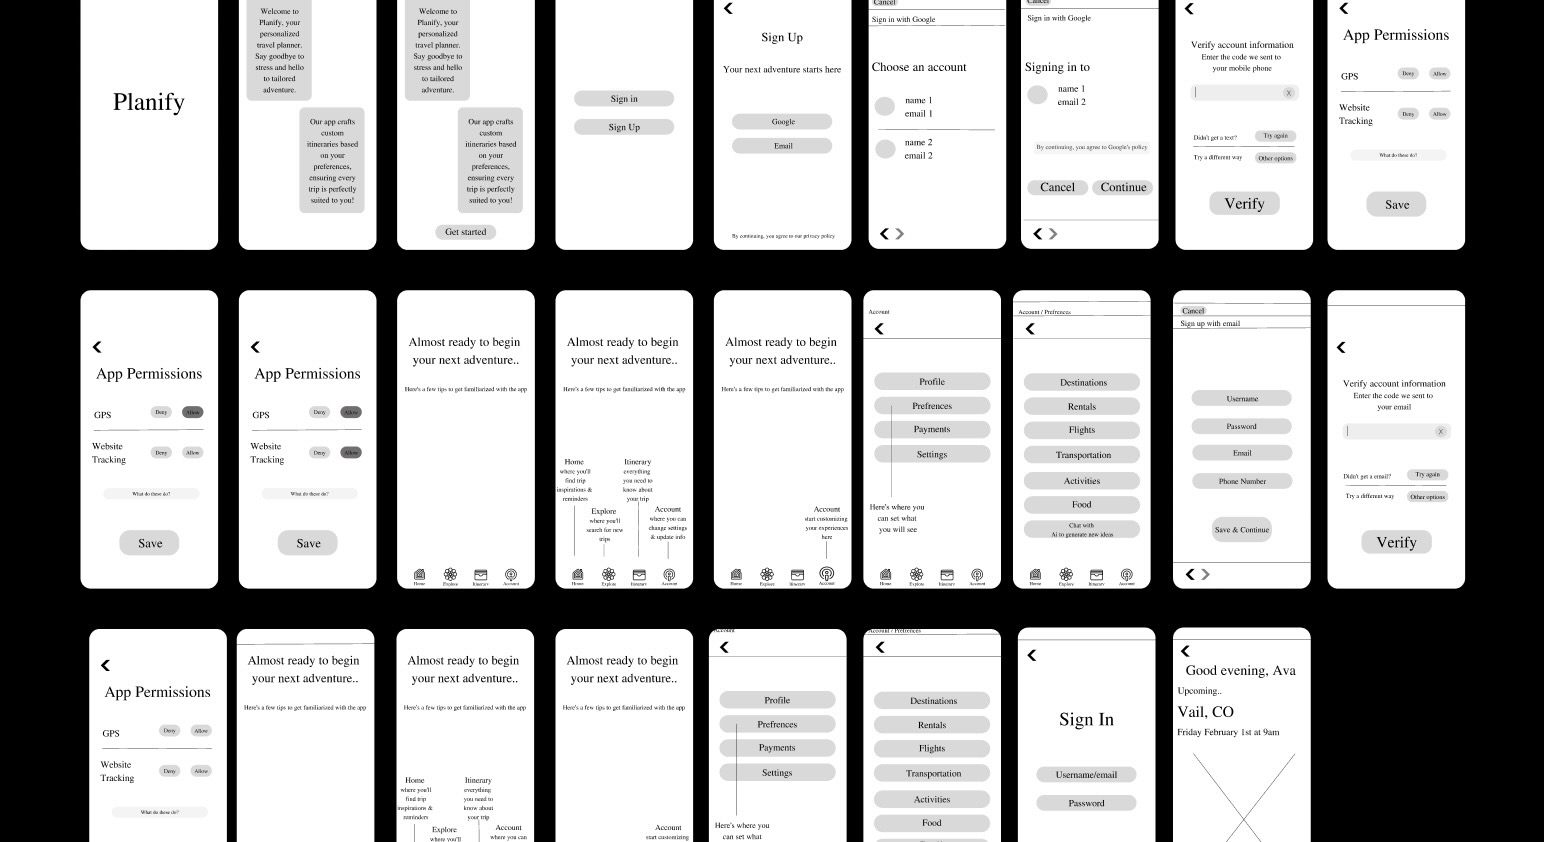 Planify
Welcome to
Planify, your
personalized
travel planner.
Say goodbye to
stress and hello
to tailored
adventure.
Our app crafts
custom
itineraries based
on your
preferences,
ensuring every
trip is perfectly
suited to you!
Welcome to
Planify, your
personalized
travel planner.
Say goodbye to
stress and hello
to tailored
adventure.
Our app crafts
custom
itineraries based
on your
preferences,
ensuring every
trip is perfectly
suited to you!
Get started
Sign in
Sign Up
Sign Up
Your next adventure starts here
Google
Email
By continuing, you agree to our privacy policy
Cancel
Sign in with Google
Choose an account
name 1
email 1
name 2
email 2
Cancel
Sign in with Google
Signing in to
name 1
email 2
By continuing, you agree to Google's policy
Cancel Continue
Verify account information
Enter the code we sent to
your mobile phone
X
Didn't get a text? Try again
Try a different way Other options
Verify
App Permissions
GPS Deny Allow
Website
Tracking Deny Allow
What do these do?
Save
App Permissions
GPS Deny Allow
Website
Tracking Deny Allow
What do these do?
Save
App Permissions
GPS Deny Allow
Website
Tracking Deny Allow
What do these do?
Save
Almost ready to begin
your next adventure..
Here's a few tips to get familiarized with the app
Home Explore Itinerary Account
Almost ready to begin
your next adventure..
Here's a few tips to get familiarized with the app
Home
where you'll
find trip
inspirations &
reminders
Explore
where you'll
search for new
trips
Itinerary
everything
you need to
know about
your trip
Account
where you can
change settings
& update info
Home Explore Itinerary Account
Almost ready to begin
your next adventure..
Here's a few tips to get familiarized with the app
Account
start customizing
your experiences
here
Home Explore Itinerary Account
Account
Profile
Prefrences
Payments
Settings
Here's where you
can set what
you will see
Home Explore Itinerary Account
Account / Prefrences
Destinations
Rentals
Flights
Transportation
Activities
Food
Chat with
Ai to generate new ideas
Home Explore Itinerary Account
Cancel
Sign up with email
Username
Password
Email
Phone Number
Save & Continue
Verify account information
Enter the code we sent to
your email
X
Didn't get a email? Try again
Try a different way Other options
Verify
App Permissions
GPS Deny Allow
Website
Tracking Deny Allow
What do these do?
Almost ready to begin
your next adventure..
Here's a few tips to get familiarized with the app
Almost ready to begin
your next adventure..
Here's a few tips to get familiarized with the app
Home
where you'll
find trip
inspirations &
reminders
Explore
where you'll
Itinerary
everything
you need to
know about
your trip
Account
where you can
Almost ready to begin
your next adventure..
Here's a few tips to get familiarized with the app
Account
start customizing
Account
Profile
Prefrences
Payments
Settings
Here's where you
can set what
Account / Prefrences
Destinations
Rentals
Flights
Transportation
Activities
Food
Sign In
Username/email
Password
Good evening, Ava
Upcoming..
Vail, CO
Friday February 1st at 9am